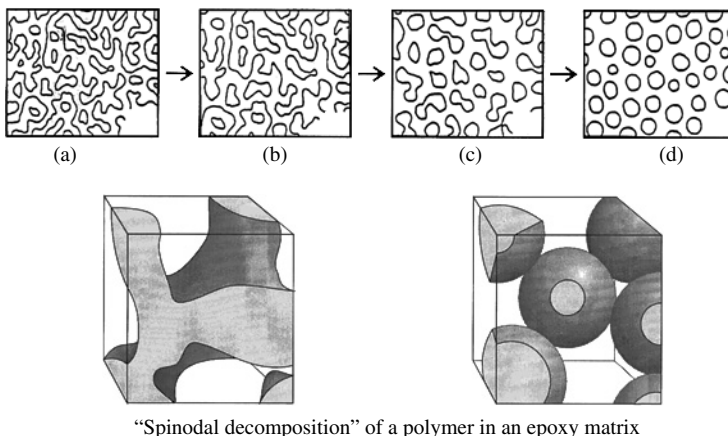 (a) (b) (c) (d)
“Spinodal decomposition” of a polymer in an epoxy matrix